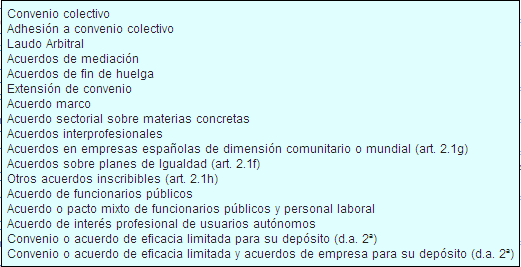 Convenio colectivo
Adhesión a convenio colectivo
Laudo Arbitral
Acuerdos de mediación
Acuerdos de fin de huelga
Extensión de convenio
Acuerdo marco
Acuerdo sectorial sobre materias concretas
Acuerdos interprofesionales
Acuerdos en empresas españolas de dimensión comunitario o mundial (art. 2.1g)
Acuerdos sobre planes de Igualdad (art. 2.1f)
Otros acuerdos inscribibles (art. 2.1h)
Acuerdo de funcionarios públicos
Acuerdo o pacto mixto de funcionarios públicos y personal laboral
Acuerdo de interés profesional de usuarios autónomos
Convenio o acuerdo de eficacia limitada para su depósito (d.a. 2ª)
Convenio o acuerdo de eficacia limitada y acuerdos de empresa para su depósito (d.a. 2ª)